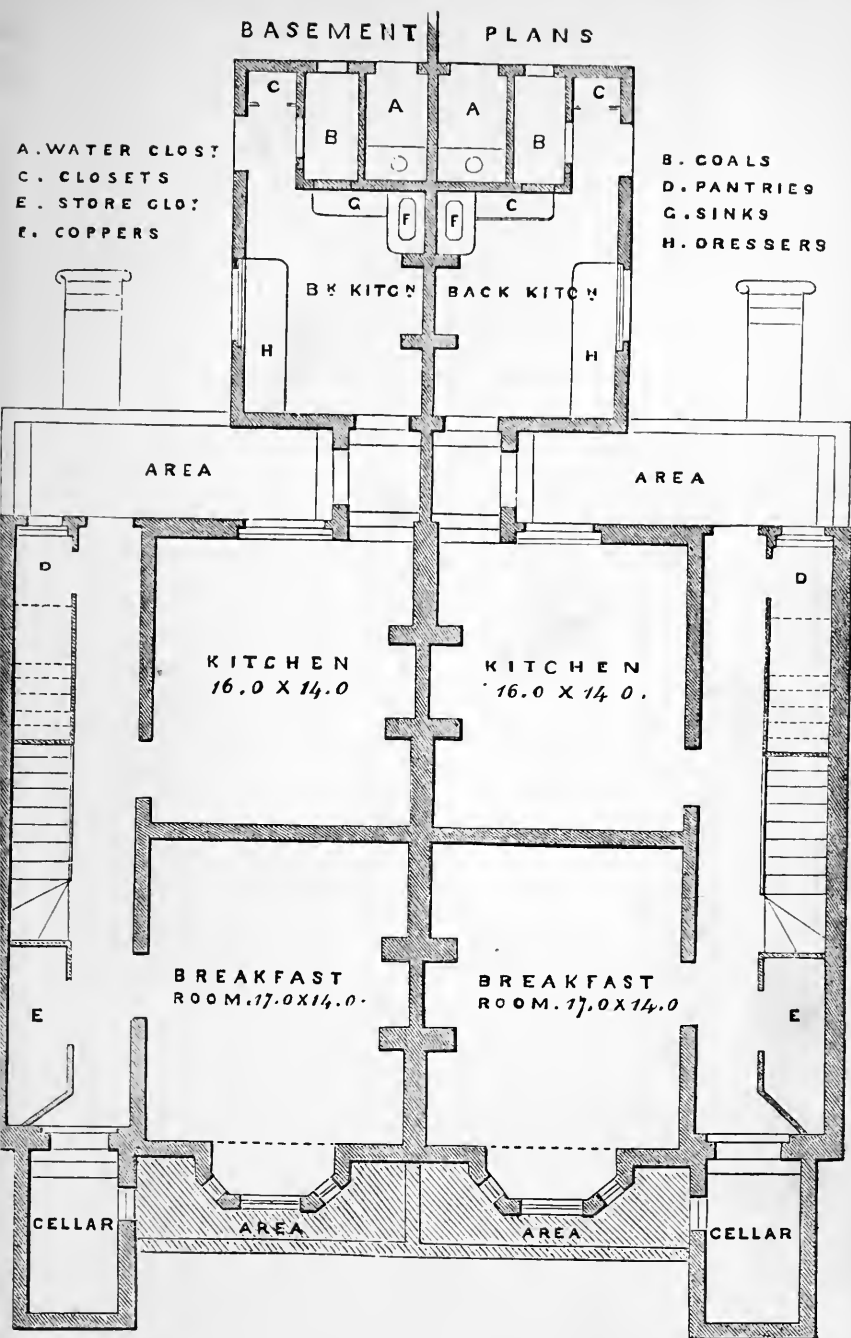 BASEMENT PLANS
A. WATER CLOST
C. CLOSETS
E. STORE CLOT
E. COPPERS
B. COALS
D. PANTRIES
G. SINKS
H. DRESSERS
C
B
A
A
B
C
G
F
F
C
BK KITCN
BACK KITCN
H
H
AREA
AREA
D
D
KITCHEN
16.0 X 14.0
KITCHEN
16.0 X 14 0.
BREAKFAST
ROOM. 17.0 X 14.0.
BREAKFAST
ROOM. 17.0 X 14.0
E
E
CELLAR
AREA
AREA
CELLAR